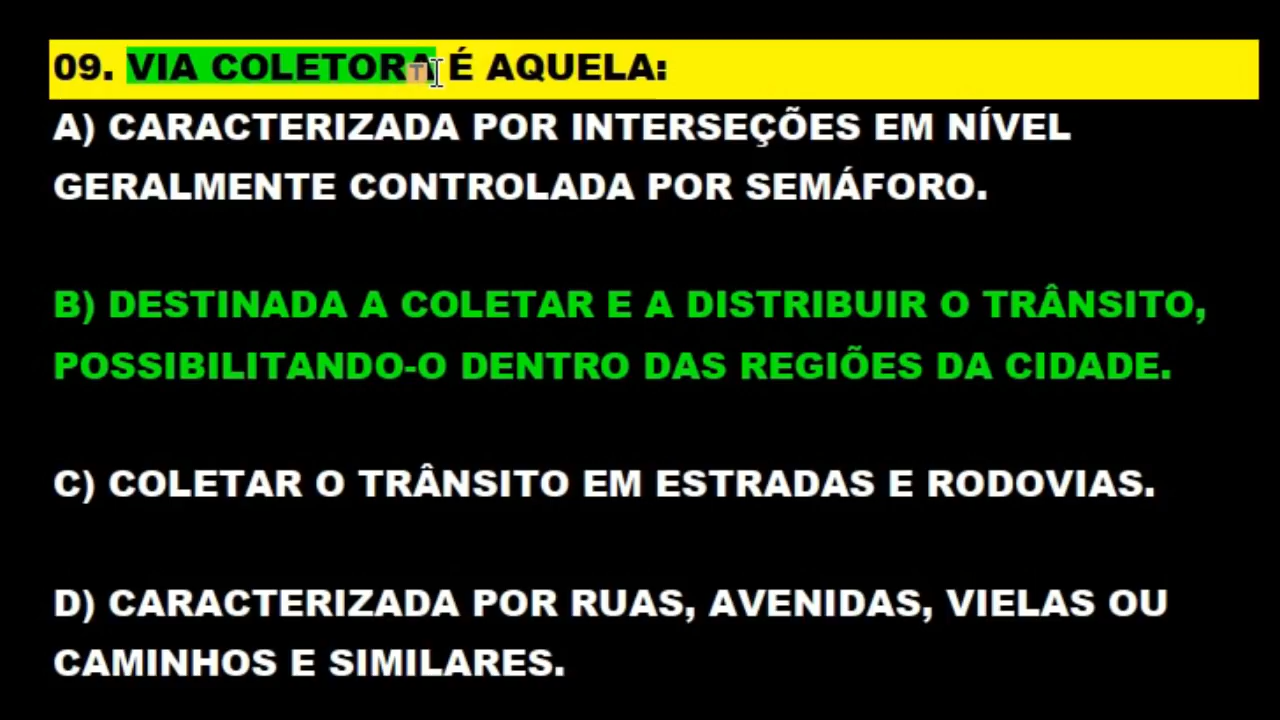 09. VIA COLETORA É AQUELA:
A) CARACTERIZADA POR INTERSEÇÕES EM NÍVEL
GERALMENTE CONTROLADA POR SEMÁFORO.
B) DESTINADA A COLETAR E A DISTRIBUIR O TRÂNSITO,
POSSIBILITANDO-O DENTRO DAS REGIÕES DA CIDADE.
C) COLETAR O TRÂNSITO EM ESTRADAS E RODOVIAS.
D) CARACTERIZADA POR RUAS, AVENIDAS, VIELAS OU
CAMINHOS E SIMILARES.